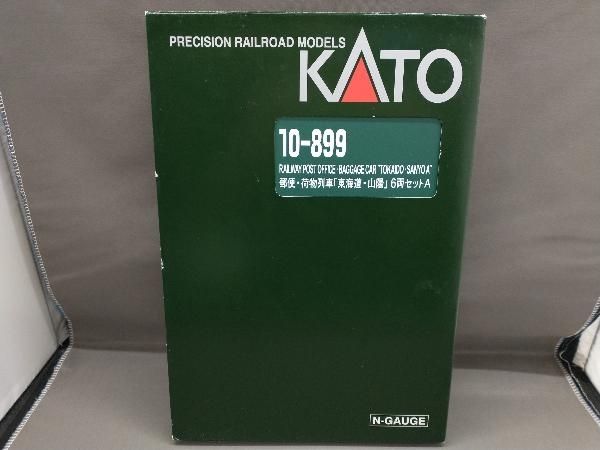 PRECISION RAILROAD MODELS
KATO
10-899
RAILWAY POST OFFICE・BAGGAGE CAR "TOKAIDO・SANYO A"
郵便・荷物列車「東海道・山陽」6両セットA
N-GAUGE